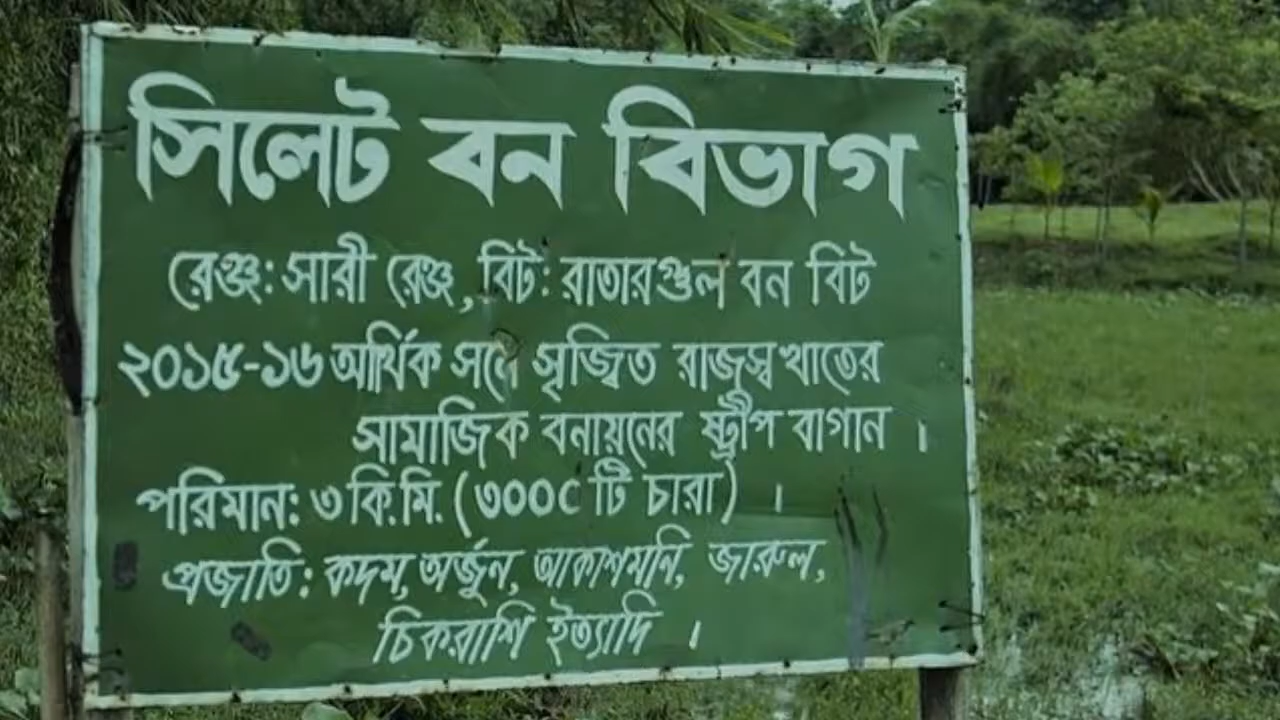 সিলেট বন বিভাগ
রেঞ্জ: সারী রেঞ্জ, বিট: রাতারগুল বন বিট
২০১৫-১৬ আর্থিক সনে সৃজ্বিত রাজস্ব খাতের
সামাজিক বনায়নের ষ্ট্রীপ বাগান ।
পরিমান: ৩ কি.মি. (৩০০০ টি চারা) ।
প্রজাতি: কদম, অর্জুন, আকাশমনি, জারুল,
চিকরাশি ইত্যাদি ।